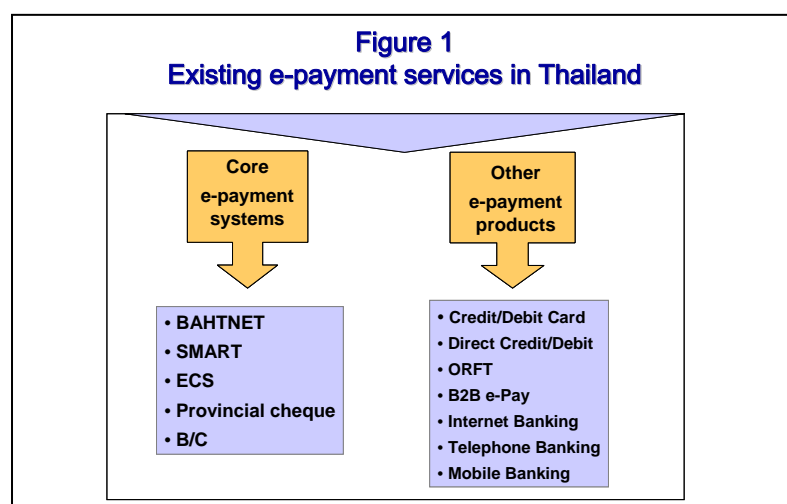 Figure 1
Existing e-payment services in Thailand
Core
e-payment
systems
• BAHTNET
• SMART
• ECS
• Provincial cheque
• B/C
Other
e-payment
products
• Credit/Debit Card
• Direct Credit/Debit
• ORFT
• B2B e-Pay
• Internet Banking
• Telephone Banking
• Mobile Banking